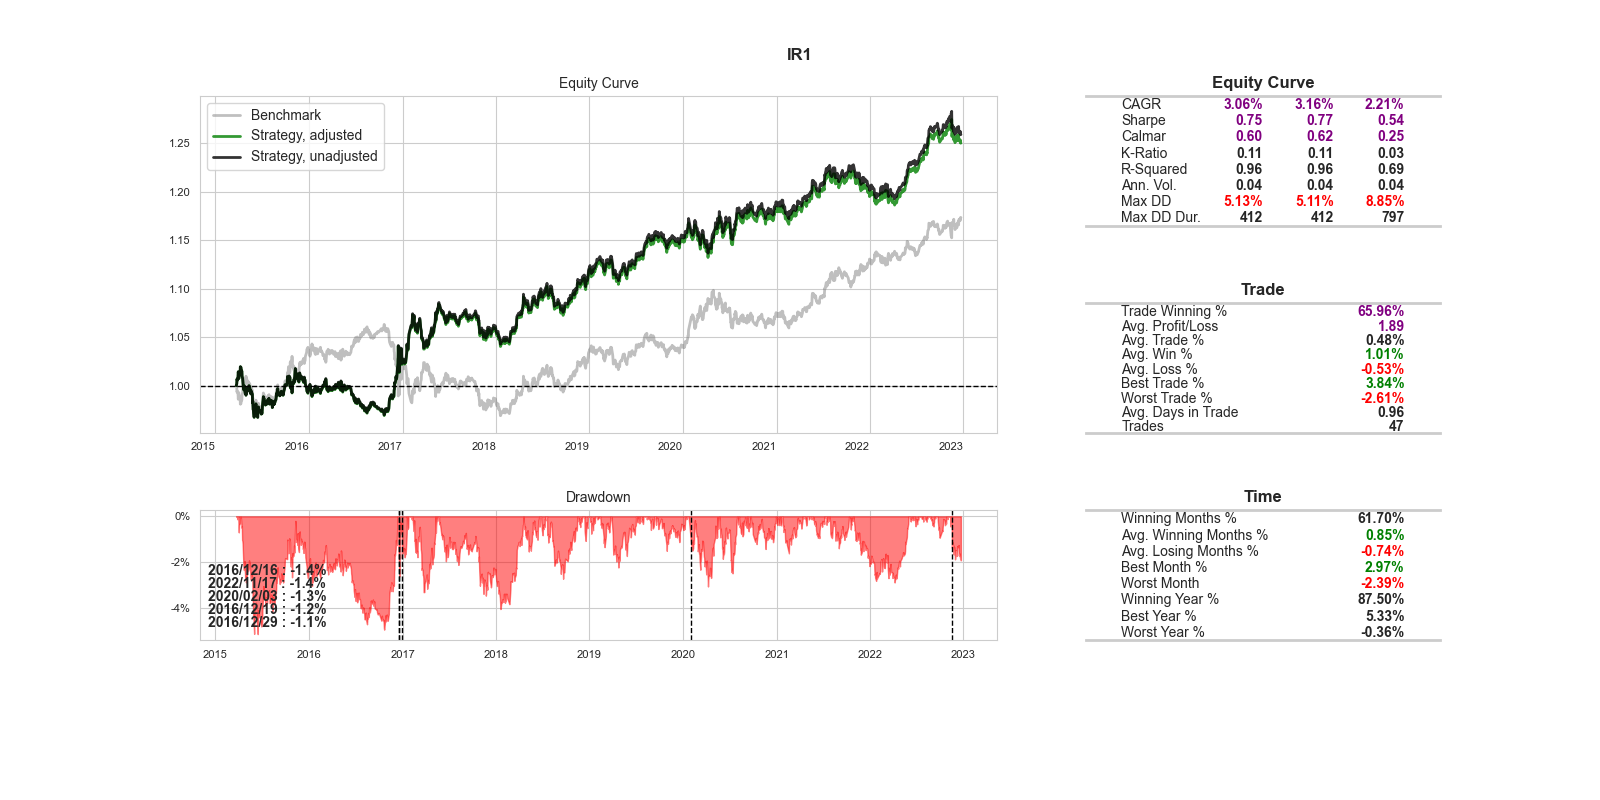 IR1
Equity Curve
Benchmark
Strategy, adjusted
Strategy, unadjusted
1.25
1.20
1.15
1.10
1.05
1.00
2015 2016 2017 2018 2019 2020 2021 2022 2023
Drawdown
0%
-2%
-4%
2016/12/16 : -1.4%
2022/11/17 : -1.4%
2020/02/03 : -1.3%
2016/12/19 : -1.2%
2016/12/29 : -1.1%
2015 2016 2017 2018 2019 2020 2021 2022 2023
Equity Curve
CAGR 3.06% 3.16% 2.21%
Sharpe 0.75 0.77 0.54
Calmar 0.60 0.62 0.25
K-Ratio 0.11 0.11 0.03
R-Squared 0.96 0.96 0.69
Ann. Vol. 0.04 0.04 0.04
Max DD 5.13% 5.11% 8.85%
Max DD Dur. 412 412 797
Trade
Trade Winning % 65.96%
Avg. Profit/Loss 1.89
Avg. Trade % 0.48%
Avg. Win % 1.01%
Avg. Loss % -0.53%
Best Trade % 3.84%
Worst Trade % -2.61%
Avg. Days in Trade 0.96
Trades 47
Time
Winning Months % 61.70%
Avg. Winning Months % 0.85%
Avg. Losing Months % -0.74%
Best Month % 2.97%
Worst Month -2.39%
Winning Year % 87.50%
Best Year % 5.33%
Worst Year % -0.36%